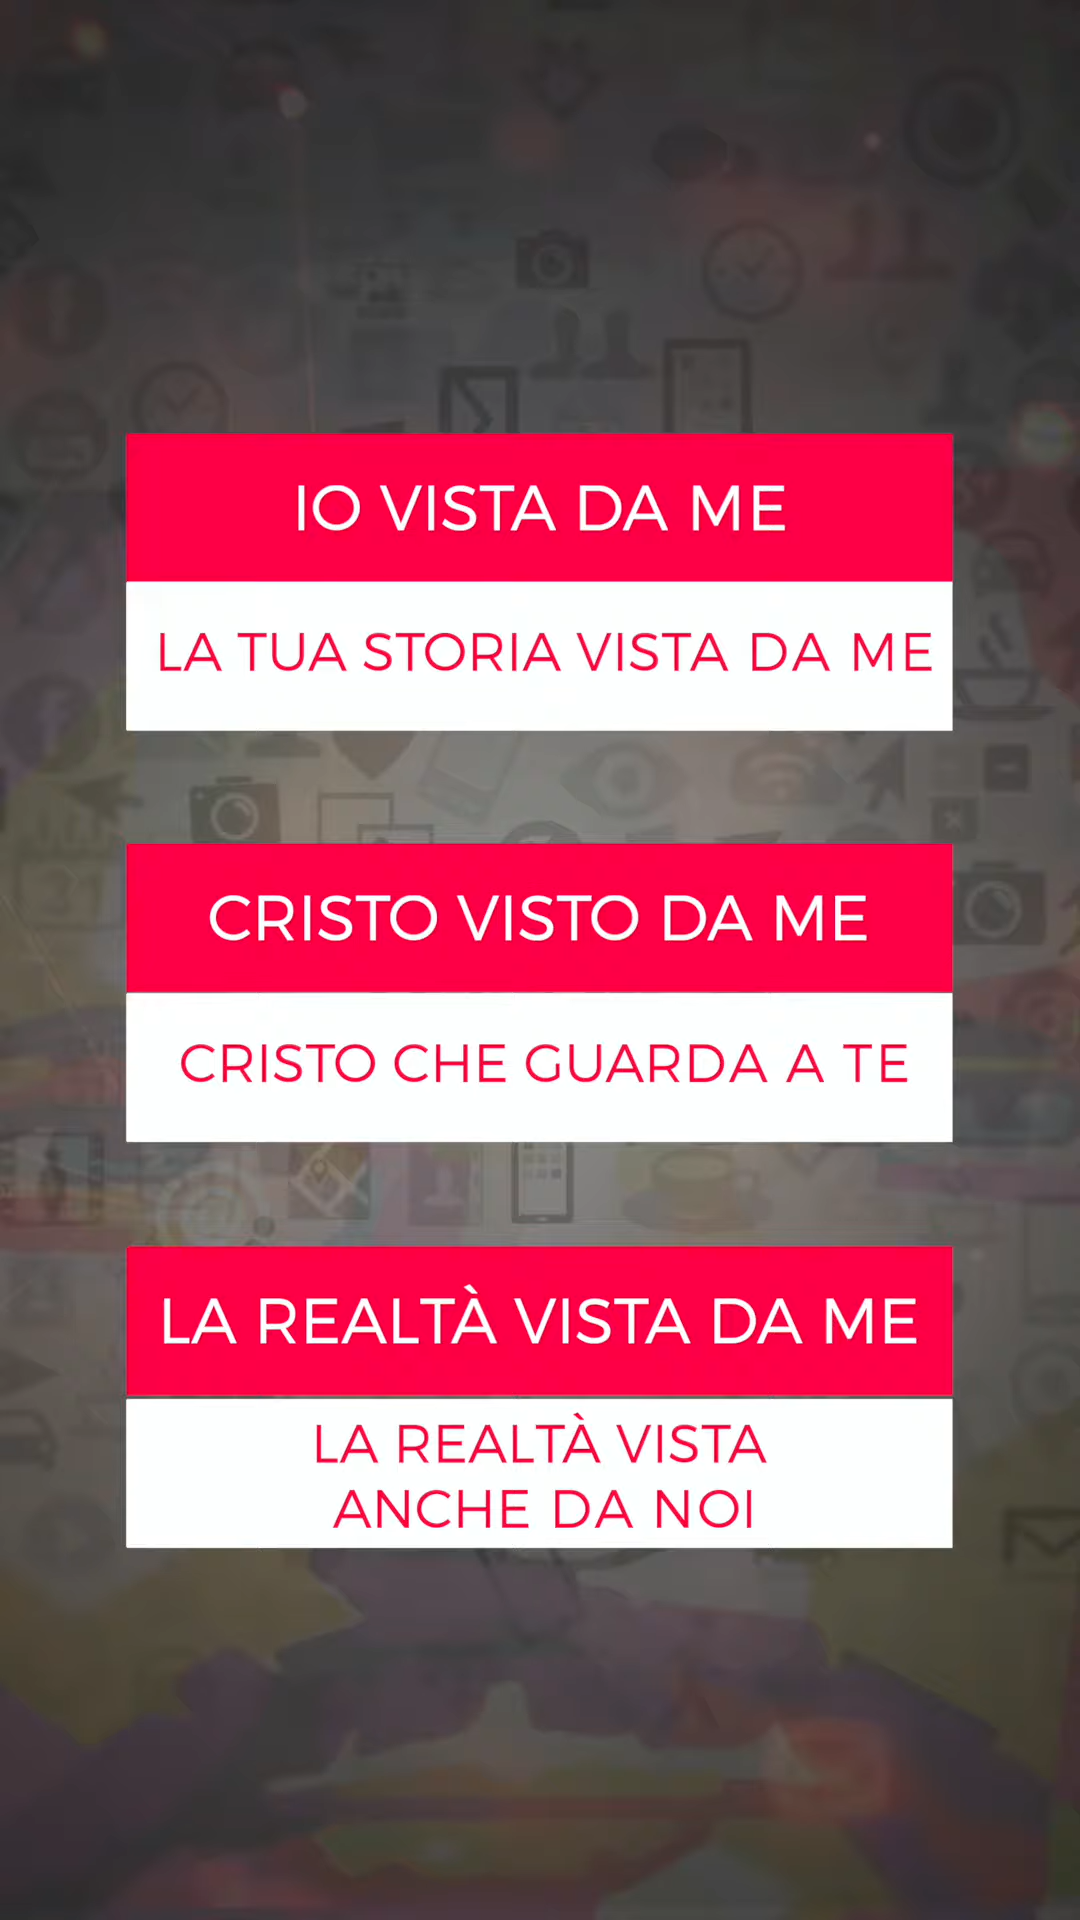 IO VISTA DA ME
LA TUA STORIA VISTA DA ME
CRISTO VISTO DA ME
CRISTO CHE GUARDA A TE
LA REALTÀ VISTA DA ME
LA REALTÀ VISTA
ANCHE DA NOI